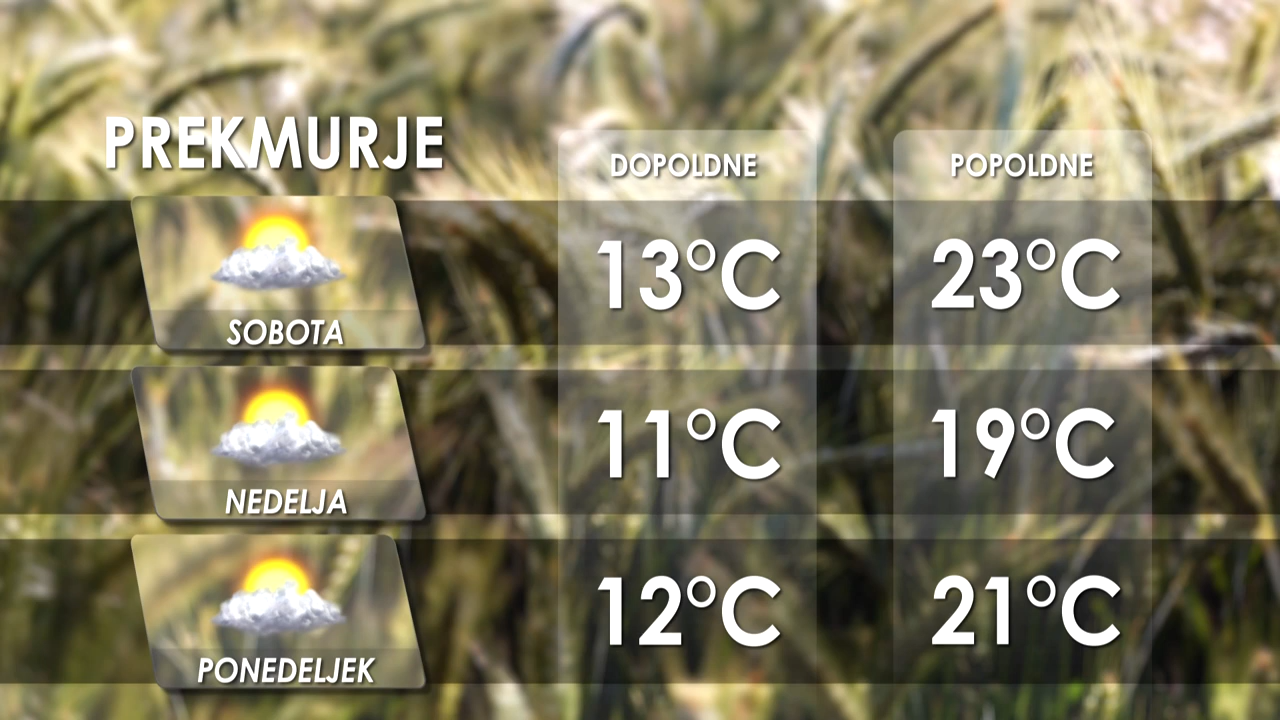 PREKMURJE
DOPOLDNE POPOLDNE
SOBOTA 13°C 23°C
NEDELJA 11°C 19°C
PONEDELJEK 12°C 21°C